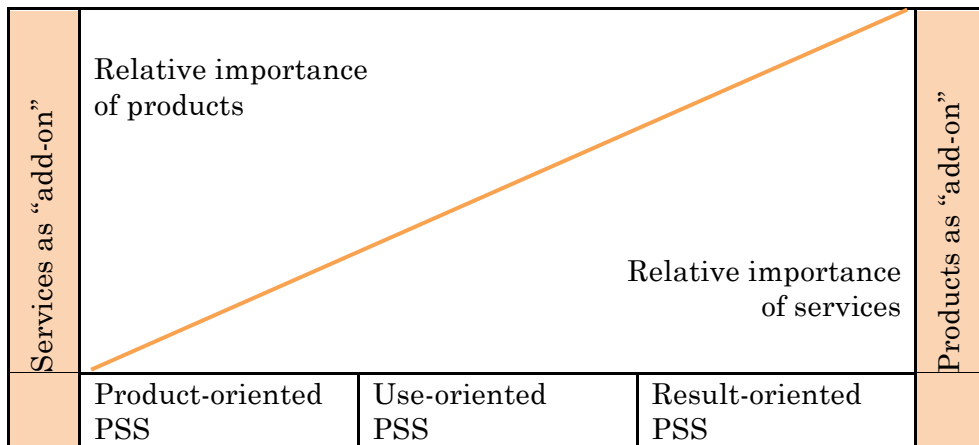 Services as “add-on”
Relative importance
of products
Relative importance
of services
Products as “add-on”
Product-oriented
PSS
Use-oriented
PSS
Result-oriented
PSS